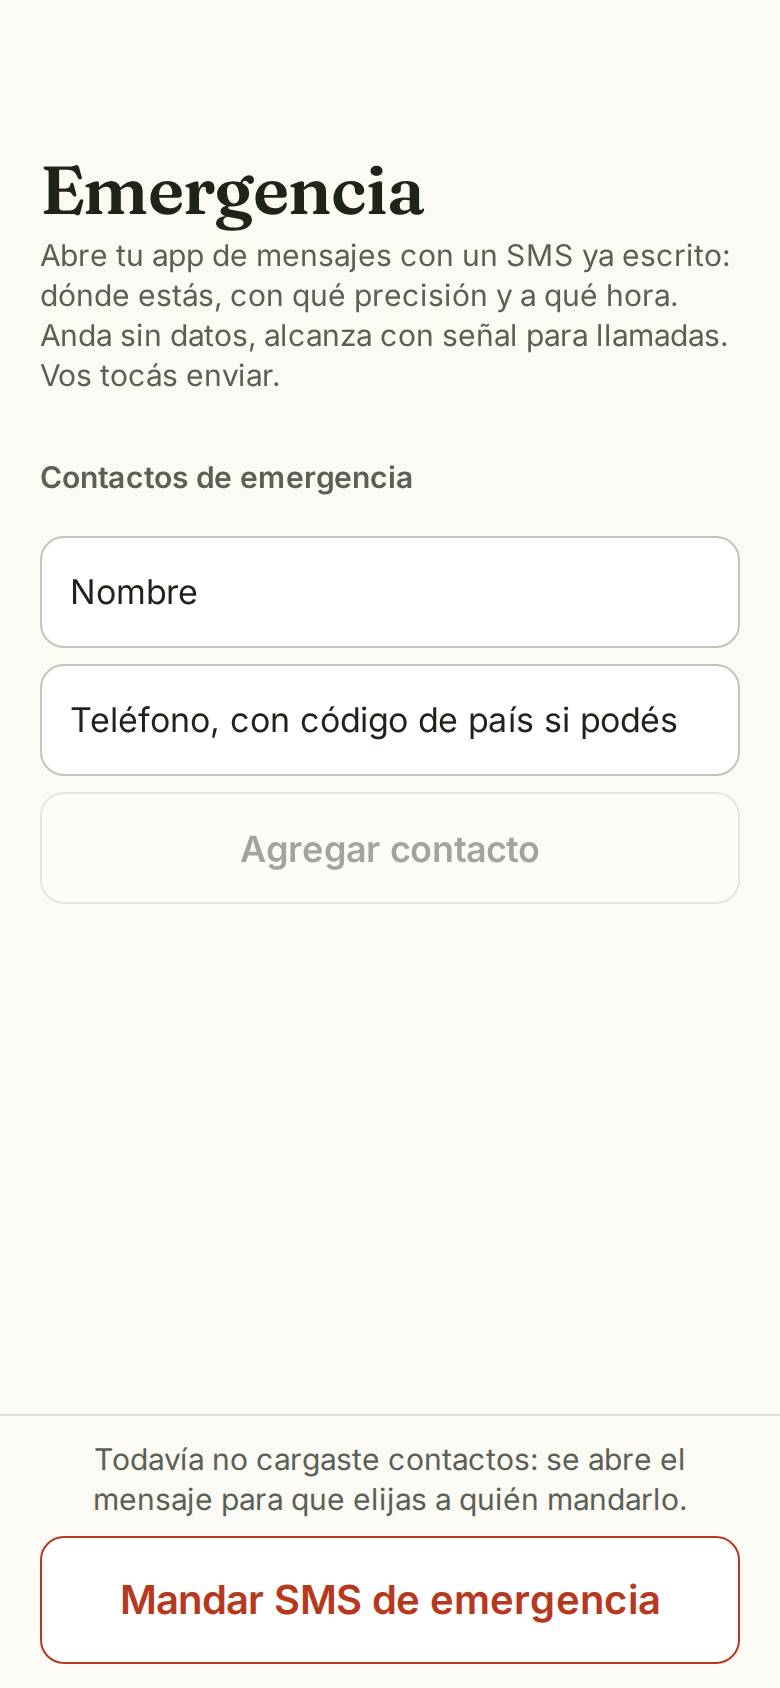 Emergencia
Abre tu app de mensajes con un SMS ya escrito:
dónde estás, con qué precisión y a qué hora.
Anda sin datos, alcanza con señal para llamadas.
Vos tocás enviar.
Contactos de emergencia
Nombre
Teléfono, con código de país si podés
Agregar contacto
Todavía no cargaste contactos: se abre el
mensaje para que elijas a quién mandarlo.
Mandar SMS de emergencia